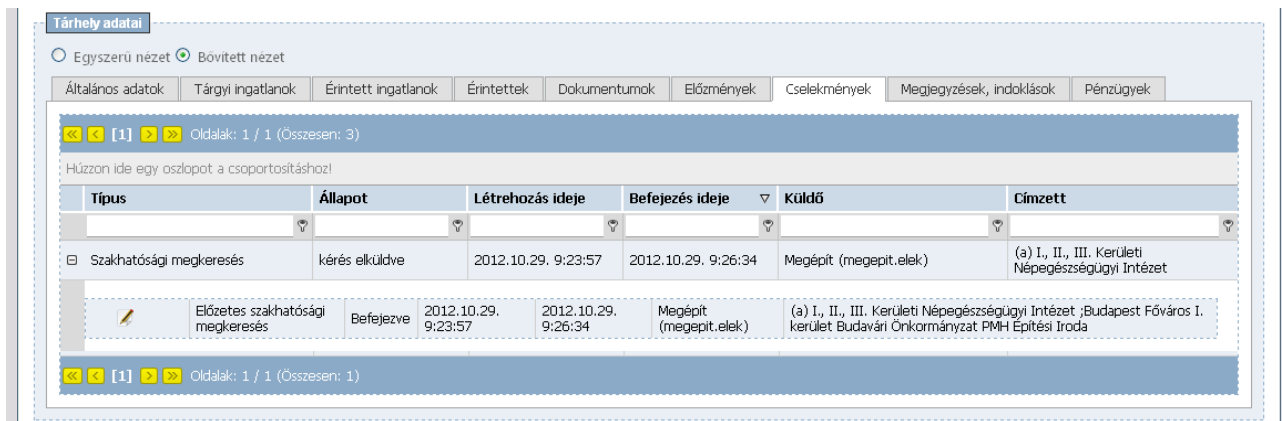 Tárhely adatai
Egyszerű nézet Bővített nézet
Általános adatok Tárgyi ingatlanok Érintett ingatlanok Érintettek Dokumentumok Előzmények Cselekmények Megjegyzések, indoklások Pénzügyek
[1] Oldalak: 1 / 1 (Összesen: 3)
Húzzon ide egy oszlopot a csoportosításhoz!
Típus Állapot Létrehozás ideje Befejezés ideje Küldő Címzett
Szakhatósági megkeresés kérés elküldve 2012.10.29. 9:23:57 2012.10.29. 9:26:34 Megépít (megepit.elek) (a) I., II., III. Kerületi
Népegészségügyi Intézet
Előzetes szakhatósági Befejezve 2012.10.29. 2012.10.29. Megépít (a) I., II., III. Kerületi Népegészségügyi Intézet ;Budapest Főváros I.
megkeresés 9:23:57 9:26:34 (megepit.elek) kerület Budavári Önkormányzat PMH Építési Iroda
[1] Oldalak: 1 / 1 (Összesen: 1)